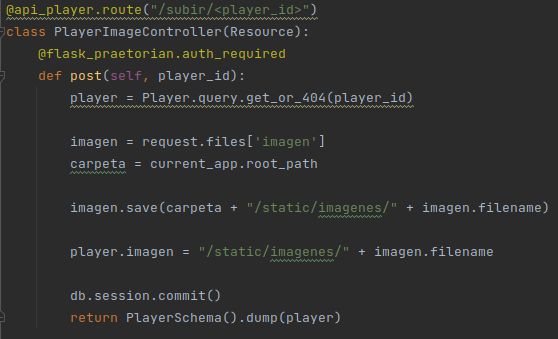 @api_player.route("/subir/<player_id>")
class PlayerImageController(Resource):
@flask_praetorian.auth_required
def post(self, player_id):
player = Player.query.get_or_404(player_id)
imagen = request.files['imagen']
carpeta = current_app.root_path
imagen.save(carpeta + "/static/imagenes/" + imagen.filename)
player.imagen = "/static/imagenes/" + imagen.filename
db.session.commit()
return PlayerSchema().dump(player)